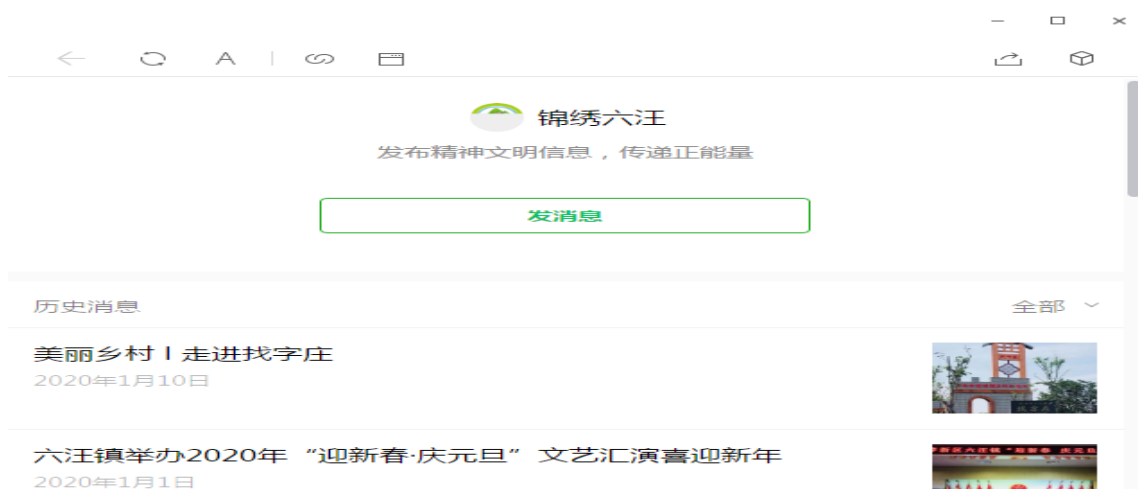 锦绣六汪
发布精神文明信息，传递正能量
发消息
历史消息
全部
美丽乡村丨走进找字庄
2020年1月10日
六汪镇举办2020年“迎新春·庆元旦”文艺汇演喜迎新年
2020年1月1日